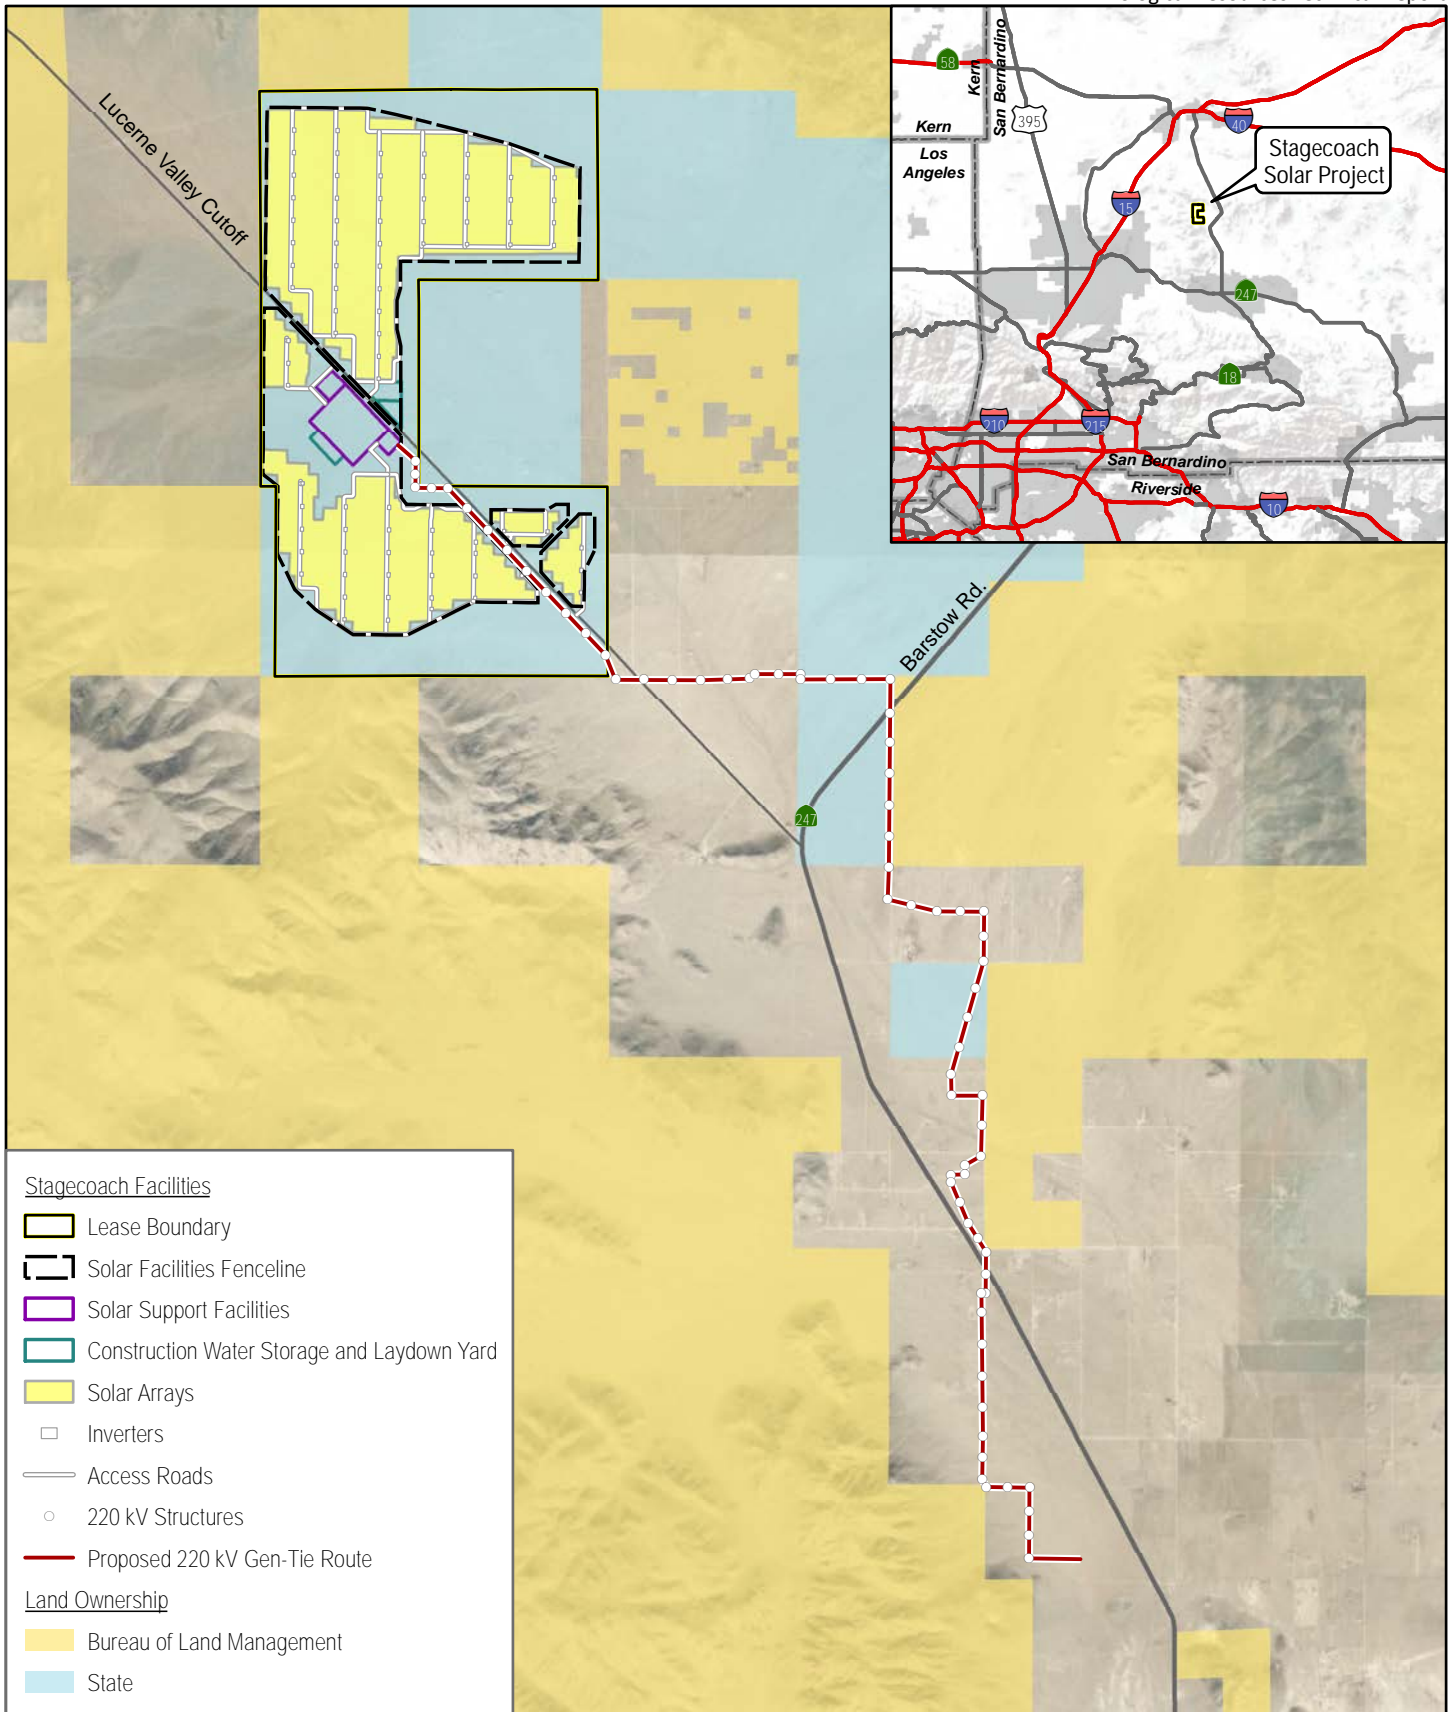 Lucerne Valley Cutoff
Barstow Rd.
247
58
Kern
San Bernardino
395
Kern
Los
Angeles
40
15
Stagecoach
Solar Project
247
18
210
215
San Bernardino
Riverside
10
Stagecoach Facilities
Lease Boundary
Solar Facilities Fenceline
Solar Support Facilities
Construction Water Storage and Laydown Yard
Solar Arrays
Inverters
Access Roads
220 kV Structures
Proposed 220 kV Gen-Tie Route
Land Ownership
Bureau of Land Management
State